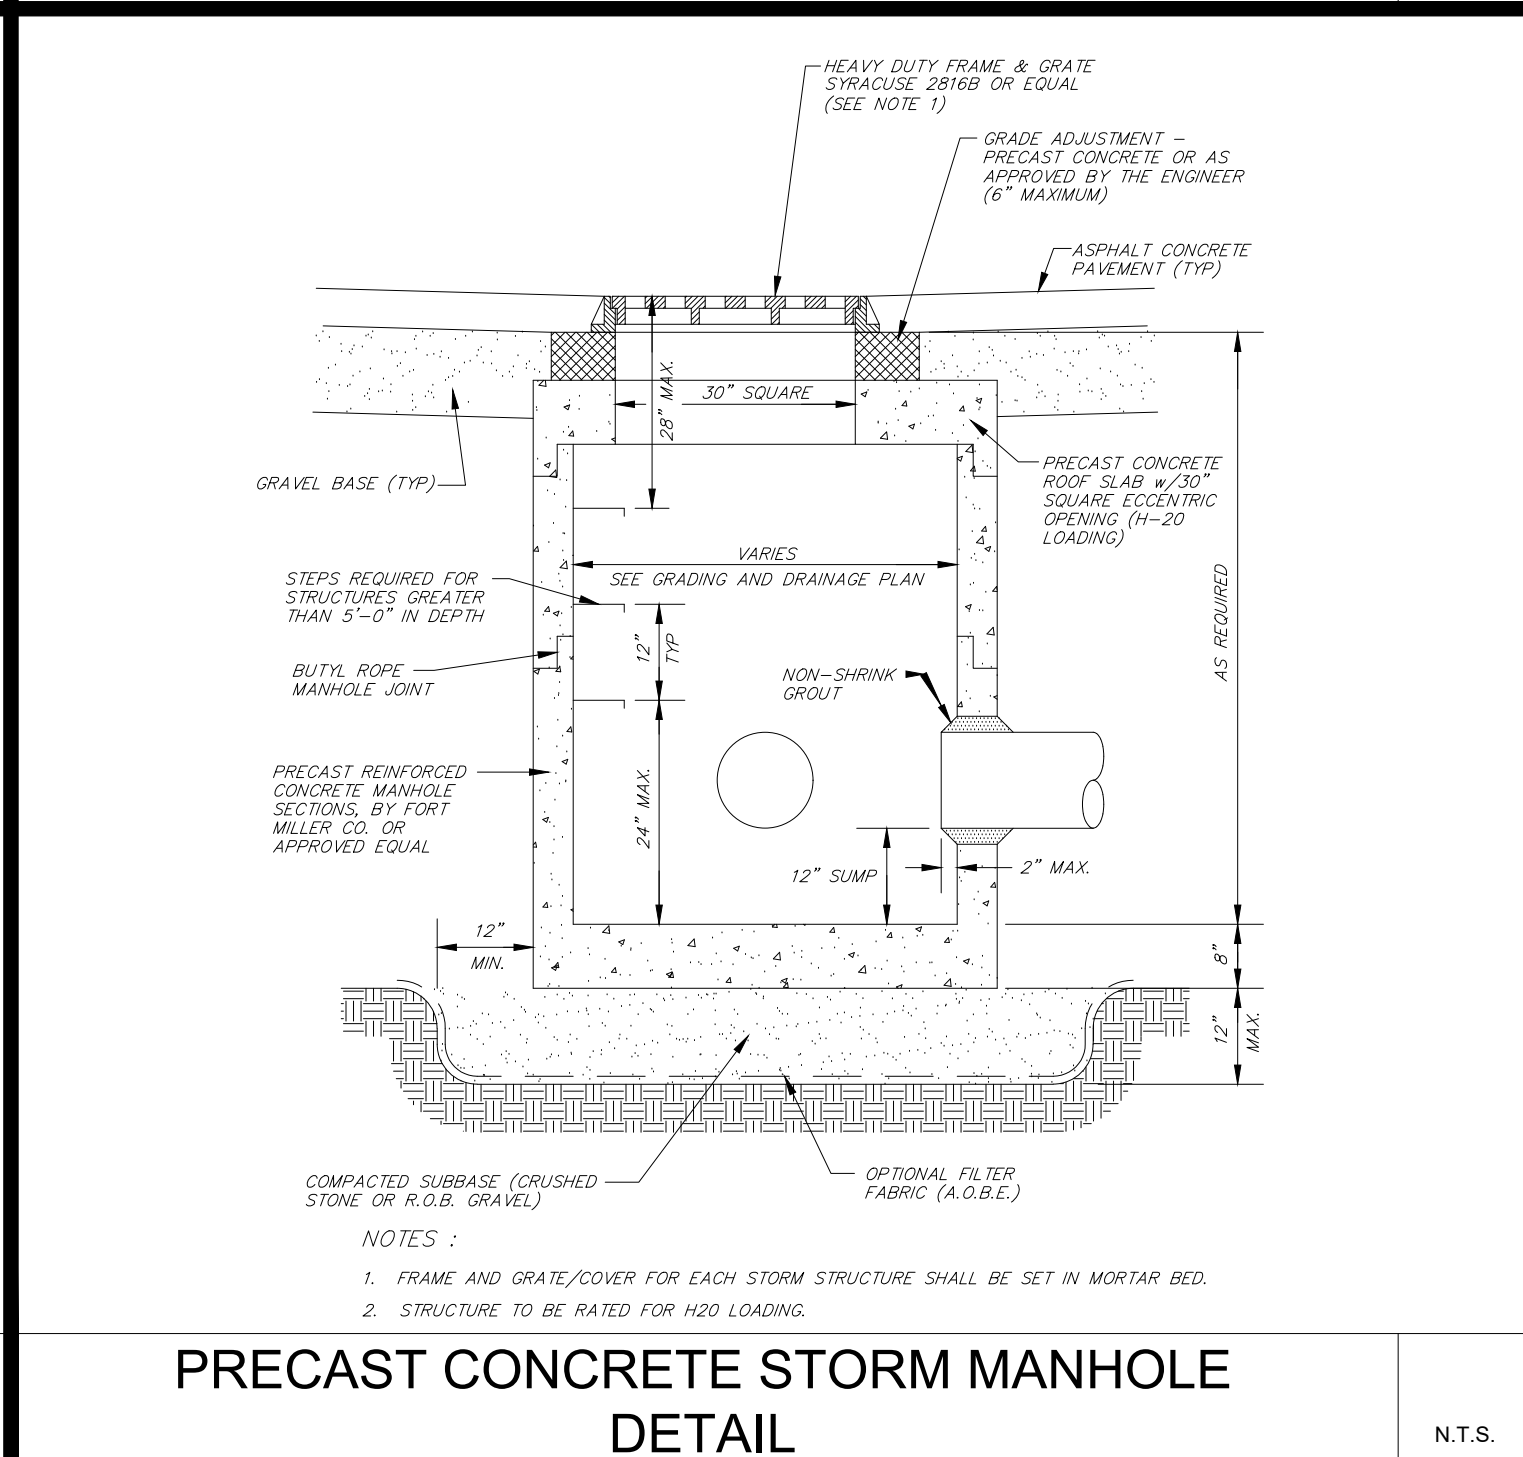 HEAVY DUTY FRAME & GRATE
SYRACUSE 2816B OR EQUAL
(SEE NOTE 1)
GRADE ADJUSTMENT –
PRECAST CONCRETE OR AS
APPROVED BY THE ENGINEER
(6" MAXIMUM)
ASPHALT CONCRETE
PAVEMENT (TYP)
28" MAX.
30" SQUARE
GRAVEL BASE (TYP)
PRECAST CONCRETE
ROOF SLAB w/30"
SQUARE ECCENTRIC
OPENING (H–20
LOADING)
VARIES
SEE GRADING AND DRAINAGE PLAN
STEPS REQUIRED FOR
STRUCTURES GREATER
THAN 5'–0" IN DEPTH
12"
TYP
AS REQUIRED
BUTYL ROPE
MANHOLE JOINT
NON–SHRINK
GROUT
PRECAST REINFORCED
CONCRETE MANHOLE
SECTIONS, BY FORT
MILLER CO. OR
APPROVED EQUAL
24" MAX.
12" SUMP
2" MAX.
12"
MIN.
8"
12"
MAX.
COMPACTED SUBBASE (CRUSHED
STONE OR R.O.B. GRAVEL)
OPTIONAL FILTER
FABRIC (A.O.B.E.)
NOTES :
1. FRAME AND GRATE/COVER FOR EACH STORM STRUCTURE SHALL BE SET IN MORTAR BED.
2. STRUCTURE TO BE RATED FOR H20 LOADING.
PRECAST CONCRETE STORM MANHOLE
DETAIL
N.T.S.